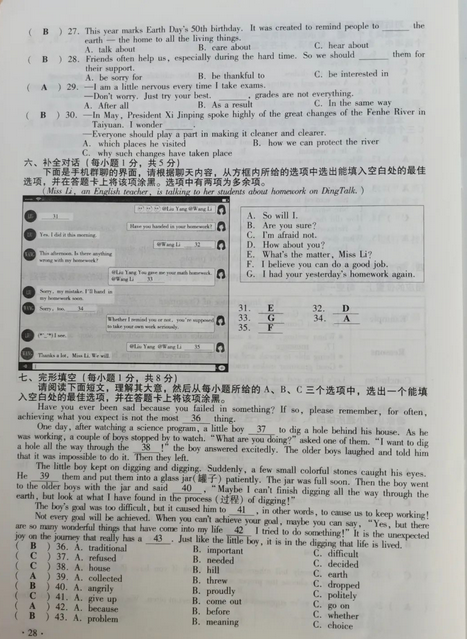 ( B ) 27. This year marks Earth Day's 50th birthday. It was created to remind people to ______ the
earth — the home to all the living things.
A. talk about B. care about C. hear about
( B ) 28. Friends often help us, especially during the hard time. So we should ______ them for
their support.
A. be sorry for B. be thankful to C. be interested in
( A ) 29. —I am a little nervous every time I take exams.
—Don't worry. Just try your best. ______, grades are not everything.
A. After all B. As a result C. In the same way
( B ) 30. —In May, President Xi Jinping spoke highly of the great changes of the Fenhe River in
Taiyuan. I wonder ______.
—Everyone should play a part in making it cleaner and clearer.
A. which places he visited B. how we can protect the river
C. why such changes have taken place
六、补全对话（每小题1分，共5分）
下面是手机群聊的界面，请根据聊天内容，从方框内所给的选项中选出能填入空白处的最佳
选项，并在答题卡上将该项涂黑。选项中有两项为多余项。
(Miss Li, an English teacher, is talking to her students about homework on DingTalk.)
@Liu Yang @Wang Li
31
Have you handed in your homework?
Yes. I did it this morning.
@Wang Li 32
This afternoon. Is there anything
wrong with my homework?
@Liu Yang You gave me your math homework.
@Wang Li 33
Sorry, my mistake. I'll hand in
my homework soon.
Sorry, too. 34
Whether I remind you or not, you're supposed
to take your own work seriously.
I see.
@Liu Yang @Wang Li 35
Thanks a lot, Miss Li. We will.
A. So will I.
B. Are you sure?
C. I'm afraid not.
D. How about you?
E. What's the matter, Miss Li?
F. I believe you can do a good job.
G. I had your yesterday's homework again.
31. E 32. D
33. G 34. A
35. F
七、完形填空（每小题1分，共8分）
请阅读下面短文，理解其大意，然后从每小题所给的 A、B、C 三个选项中，选出一个能填
入空白处的最佳选项，并在答题卡上将该项涂黑。
Have you ever been sad because you failed in something? If so, please remember, for often,
achieving what you expect is not the most 36 thing.
One day, after watching a science program, a little boy 37 to dig a hole behind his house. As he
was working, a couple of boys stopped by to watch. "What are you doing?" asked one of them. "I want to dig
a hole all the way through the 38 !" the boy answered excitedly. The older boys laughed and told him
that it was impossible to do it. Then they left.
The little boy kept on digging and digging. Suddenly, a few small colorful stones caught his eyes.
He 39 them and put them into a glass jar(罐子) patiently. The jar was full soon. Then the boy went
to the older boys with the jar and said 40 , "Maybe I can't finish digging all the way through the
earth, but look at what I have found in the process (过程) of digging!"
The boy's goal was too difficult, but it caused him to 41 , in other words, to cause us to keep working!
Not every goal will be achieved. When you can't achieve your goal, maybe you can say, "Yes, but there
are so many wonderful things that have come into my life 42 I tried to do something!" It is the unexpected
joy on the journey that really has a 43 . Just like the little boy, it is in the digging that life is lived.
( B ) 36. A. traditional B. important C. difficult
( C ) 37. A. refused B. needed C. decided
( C ) 38. A. house B. hill C. earth
( A ) 39. A. collected B. threw C. dropped
( B ) 40. A. angrily B. proudly C. politely
( C ) 41. A. give up B. come out C. go on
( A ) 42. A. because B. before C. whether
( B ) 43. A. problem B. meaning C. choice
· 28 ·